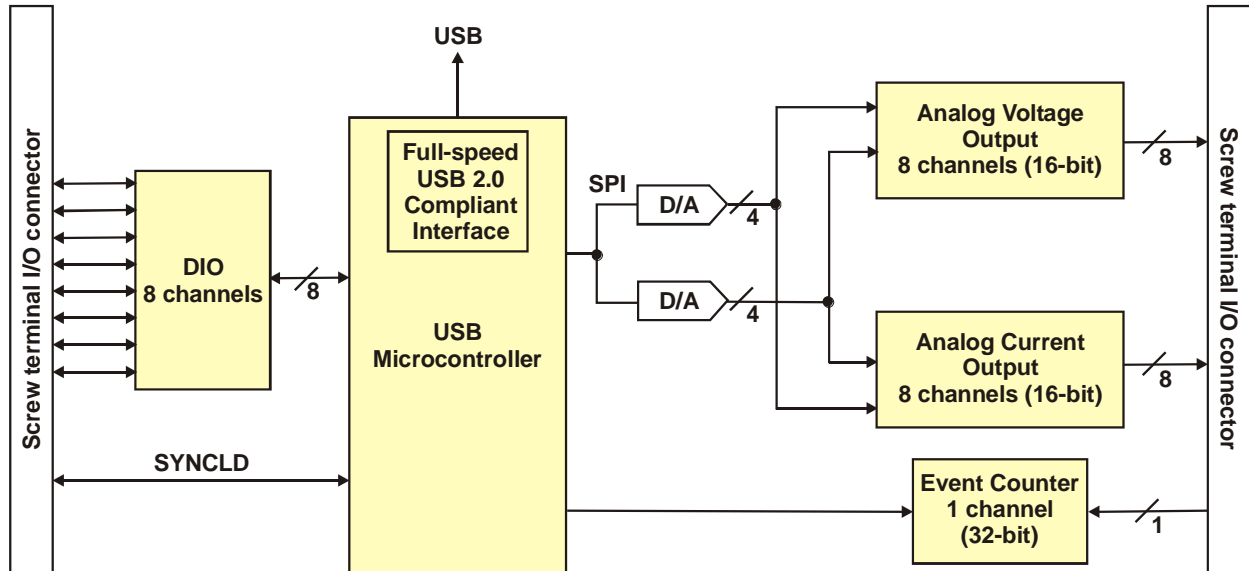 Screw terminal I/O connector
DIO
8 channels
8
SYNCLD
USB
Full-speed
USB 2.0
Compliant
Interface
USB
Microcontroller
SPI
D/A
4
D/A
4
Analog Voltage
Output
8 channels (16-bit)
8
Analog Current
Output
8 channels (16-bit)
8
Event Counter
1 channel
(32-bit)
1
Screw terminal I/O connector